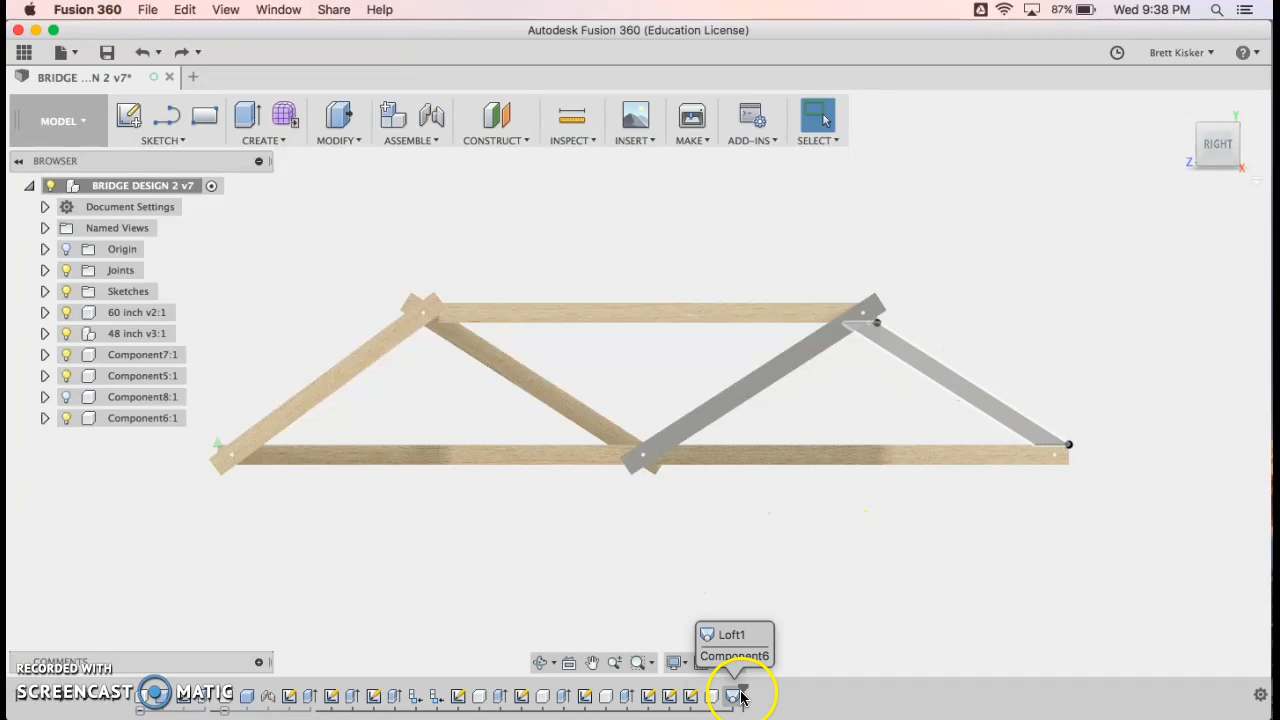 Fusion 360 File Edit View Window Share Help 87% Wed 9:38 PM
Autodesk Fusion 360 (Education License)
Brett Kisker
BRIDGE ...N 2 v7*
MODEL SKETCH CREATE MODIFY ASSEMBLE CONSTRUCT INSPECT INSERT MAKE ADD-INS SELECT
Y
RIGHT
Z
X
BROWSER
BRIDGE DESIGN 2 v7
Document Settings
Named Views
Origin
Joints
Sketches
60 inch v2:1
48 inch v3:1
Component7:1
Component5:1
Component8:1
Component6:1
Loft1
Component6
COMMENTS
RECORDED WITH
SCREENCAST MATIC